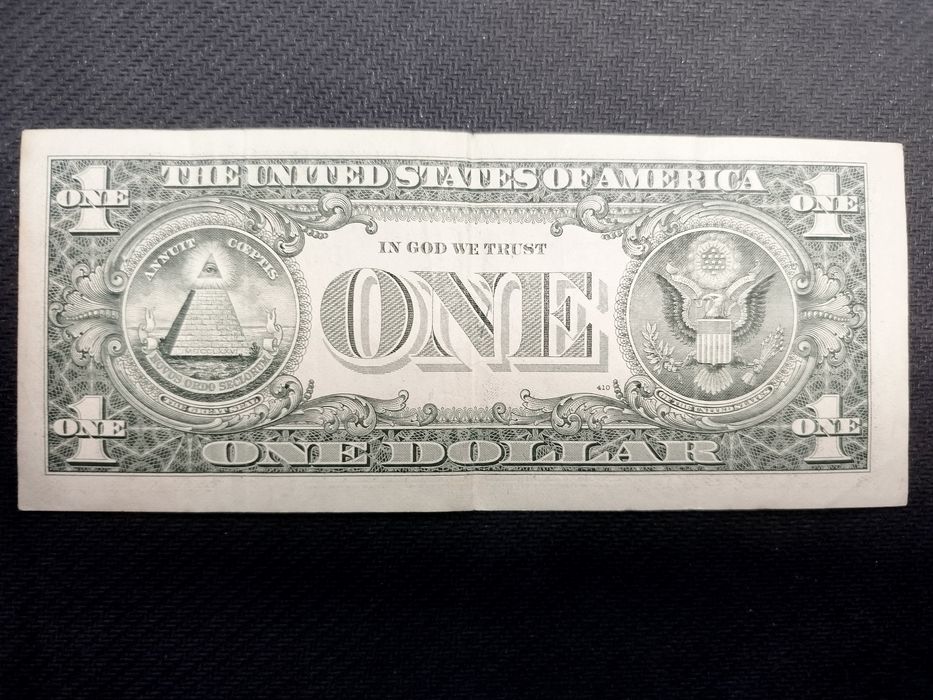 THE UNITED STATES OF AMERICA
1
ONE
1
ONE
ANNUIT CŒPTIS
IN GOD WE TRUST
ONE
MDCCLXXVI
NOVUS ORDO SECLORUM
THE GREAT SEAL
410
OF THE UNITED STATES
1
ONE
1
ONE
ONE DOLLAR